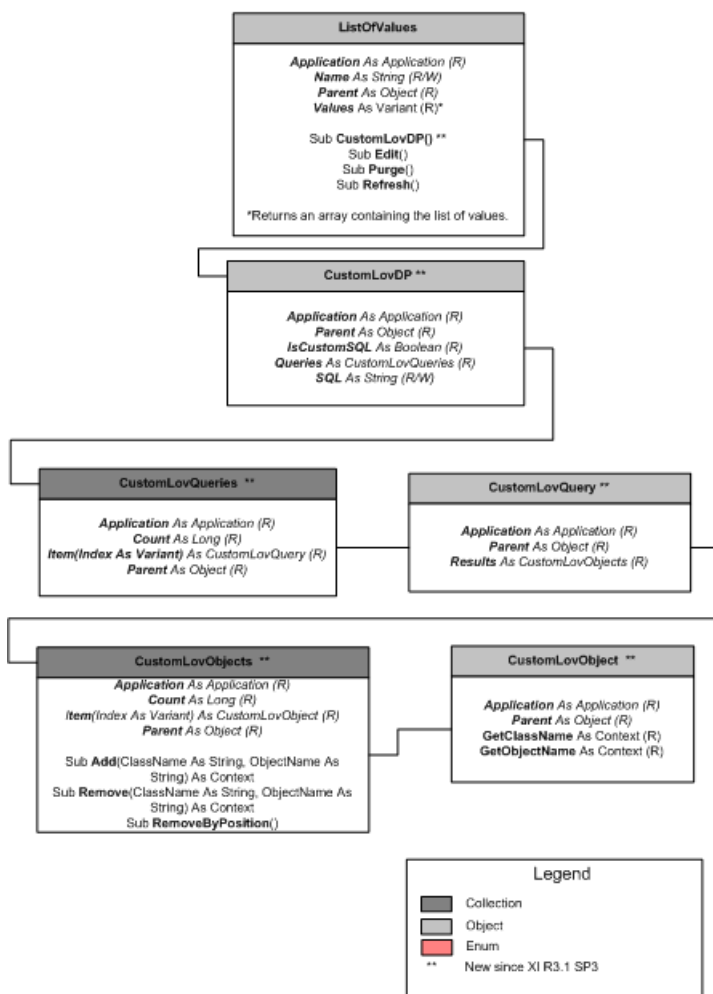 ListOfValues
Application As Application (R)
Name As String (R/W)
Parent As Object (R)
Values As Variant (R)*
Sub CustomLovDP() **
Sub Edit()
Sub Purge()
Sub Refresh()
*Returns an array containing the list of values.
CustomLovDP **
Application As Application (R)
Parent As Object (R)
IsCustomSQL As Boolean (R)
Queries As CustomLovQueries (R)
SQL As String (R/W)
CustomLovQueries **
Application As Application (R)
Count As Long (R)
Item(Index As Variant) As CustomLovQuery (R)
Parent As Object (R)
CustomLovQuery **
Application As Application (R)
Parent As Object (R)
Results As CustomLovObjects (R)
CustomLovObjects **
Application As Application (R)
Count As Long (R)
Item(Index As Variant) As CustomLovObject (R)
Parent As Object (R)
Sub Add(ClassName As String, ObjectName As
String) As Context
Sub Remove(ClassName As String, ObjectName As
String) As Context
Sub RemoveByPosition()
CustomLovObject **
Application As Application (R)
Parent As Object (R)
GetClassName As Context (R)
GetObjectName As Context (R)
Legend
Collection
Object
Enum
** New since XI R3.1 SP3